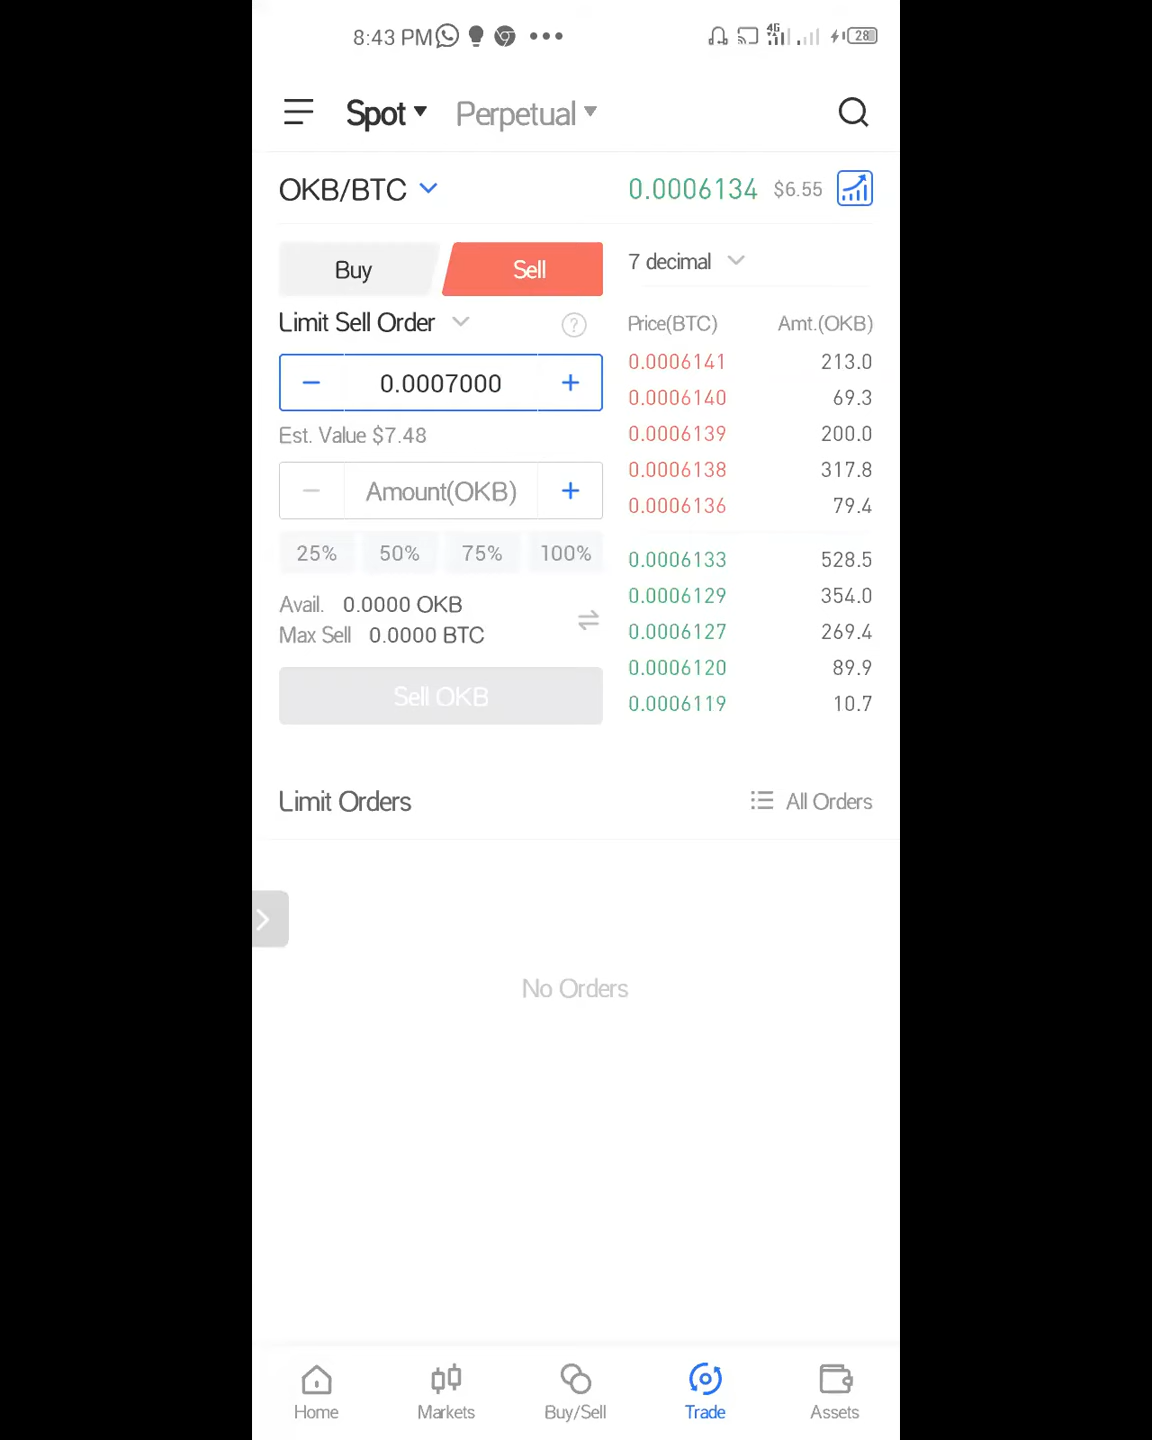 8:43 PM 4G 28
Spot Perpetual
OKB/BTC 0.0006134 $6.55
Buy Sell 7 decimal
Limit Sell Order ? Price(BTC) Amt.(OKB)
0.0006141 213.0
− 0.0007000 + 0.0006140 69.3
Est. Value $7.48 0.0006139 200.0
0.0006138 317.8
− Amount(OKB) + 0.0006136 79.4
25% 50% 75% 100% 0.0006133 528.5
Avail. 0.0000 OKB 0.0006129 354.0
Max Sell 0.0000 BTC 0.0006127 269.4
0.0006120 89.9
Sell OKB 0.0006119 10.7
Limit Orders All Orders
No Orders
Home Markets Buy/Sell Trade Assets